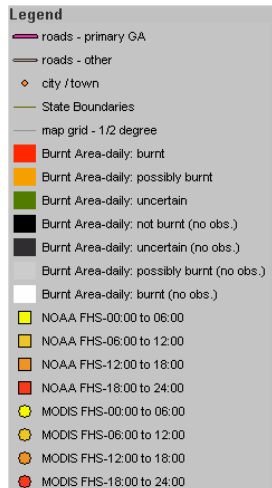 Legend
roads - primary GA
roads - other
city / town
State Boundaries
map grid - 1/2 degree
Burnt Area-daily: burnt
Burnt Area-daily: possibly burnt
Burnt Area-daily: uncertain
Burnt Area-daily: not burnt (no obs.)
Burnt Area-daily: uncertain (no obs.)
Burnt Area-daily: possibly burnt (no obs.)
Burnt Area-daily: burnt (no obs.)
NOAA FHS-00:00 to 06:00
NOAA FHS-06:00 to 12:00
NOAA FHS-12:00 to 18:00
NOAA FHS-18:00 to 24:00
MODIS FHS-00:00 to 06:00
MODIS FHS-06:00 to 12:00
MODIS FHS-12:00 to 18:00
MODIS FHS-18:00 to 24:00